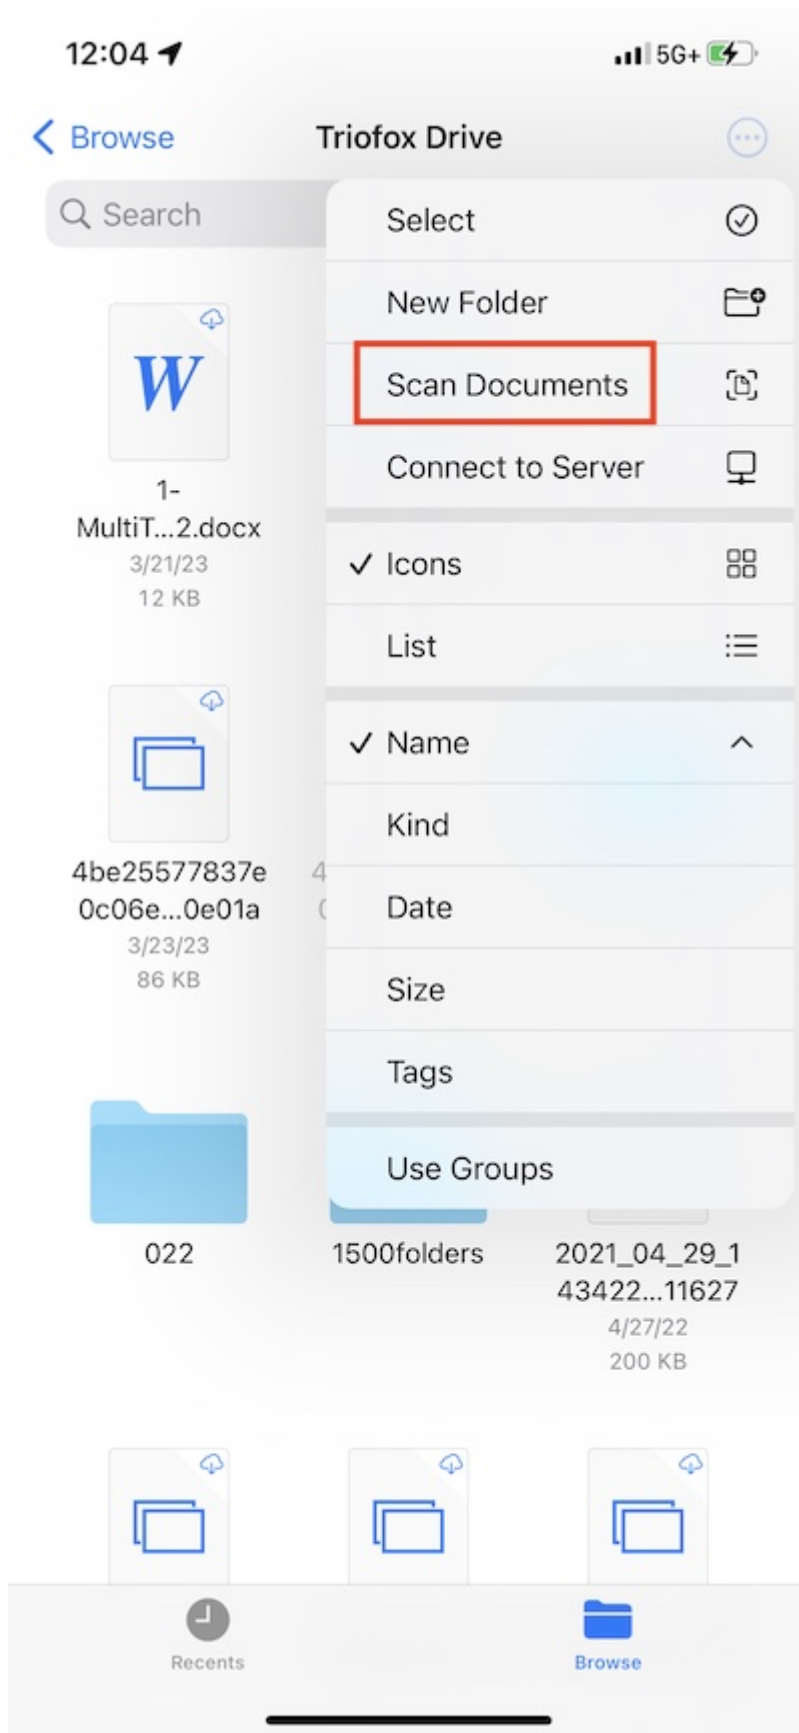 12:04
5G+
Browse
Triofox Drive
Search
Select
New Folder
Scan Documents
Connect to Server
Icons
List
Name
Kind
Date
Size
Tags
Use Groups
W
1-
MultiT...2.docx
3/21/23
12 KB
4be25577837e
0c06e...0e01a
3/23/23
86 KB
022
1500folders
2021_04_29_1
43422...11627
4/27/22
200 KB
Recents
Browse